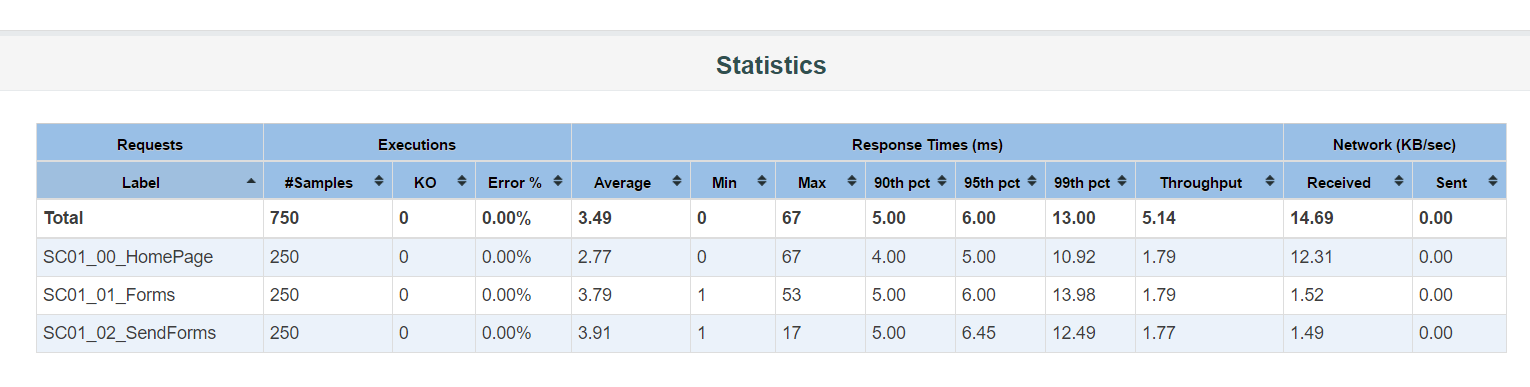 Statistics
Requests Executions Response Times (ms) Network (KB/sec)
Label #Samples KO Error % Average Min Max 90th pct 95th pct 99th pct Throughput Received Sent
Total 750 0 0.00% 3.49 0 67 5.00 6.00 13.00 5.14 14.69 0.00
SC01_00_HomePage 250 0 0.00% 2.77 0 67 4.00 5.00 10.92 1.79 12.31 0.00
SC01_01_Forms 250 0 0.00% 3.79 1 53 5.00 6.00 13.98 1.79 1.52 0.00
SC01_02_SendForms 250 0 0.00% 3.91 1 17 5.00 6.45 12.49 1.77 1.49 0.00